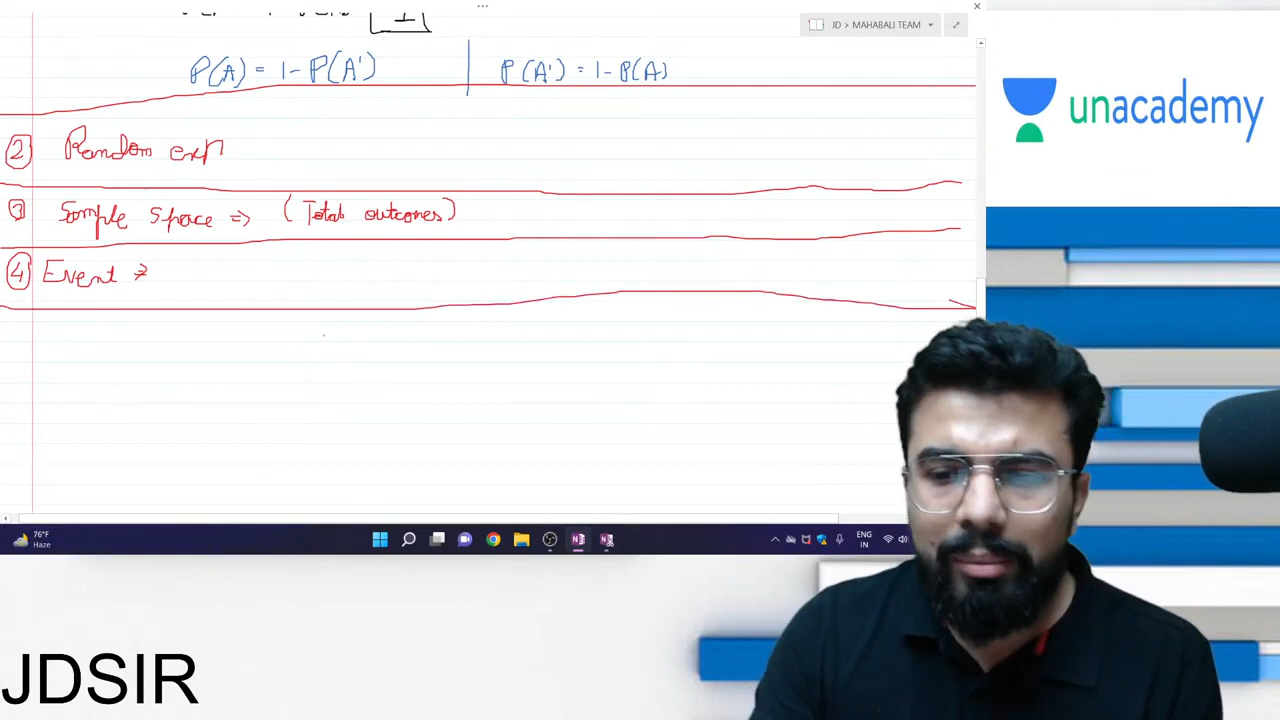 JD > MAHABALI TEAM
P(A) = 1 - P(A') | P(A') = 1 - P(A)
unacademy
2 Random exp
3 Sample space => (Total outcomes)
4 Event =>
76°F
Haze
ENG
IN
JDSIR